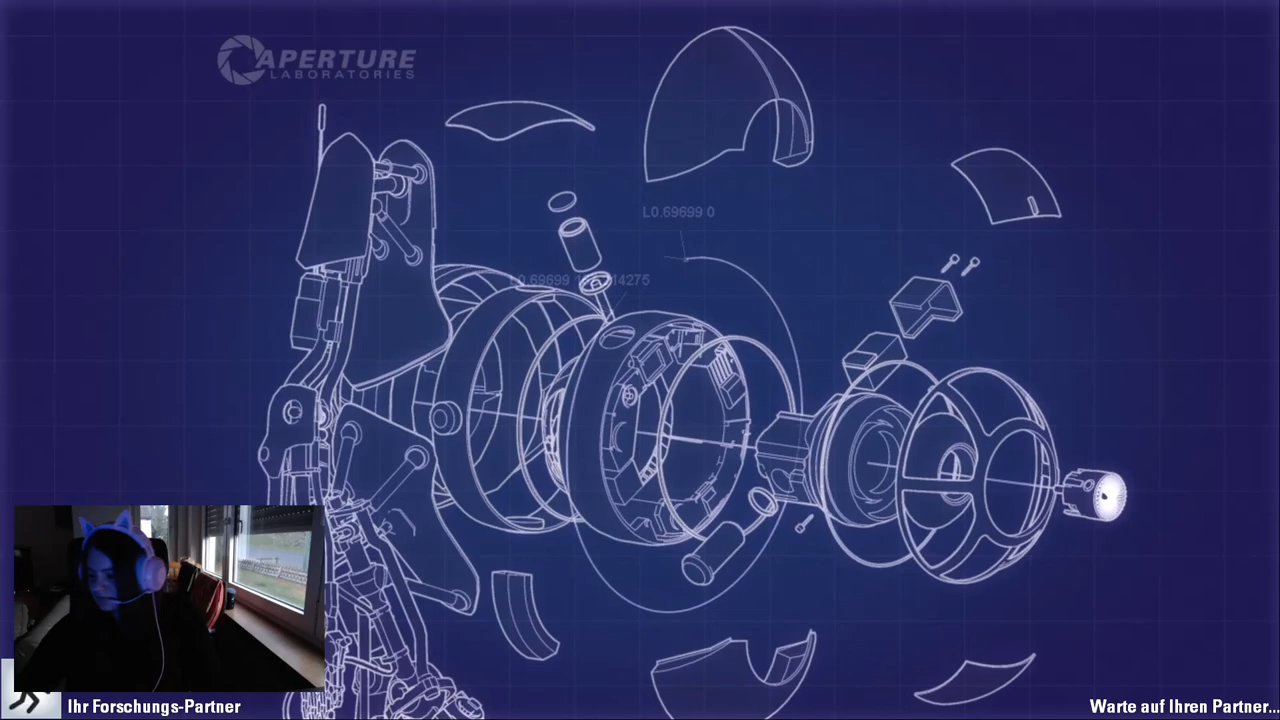 APERTURE
LABORATORIES
L0.69699 0
Ihr Forschungs-Partner
Warte auf Ihren Partner...